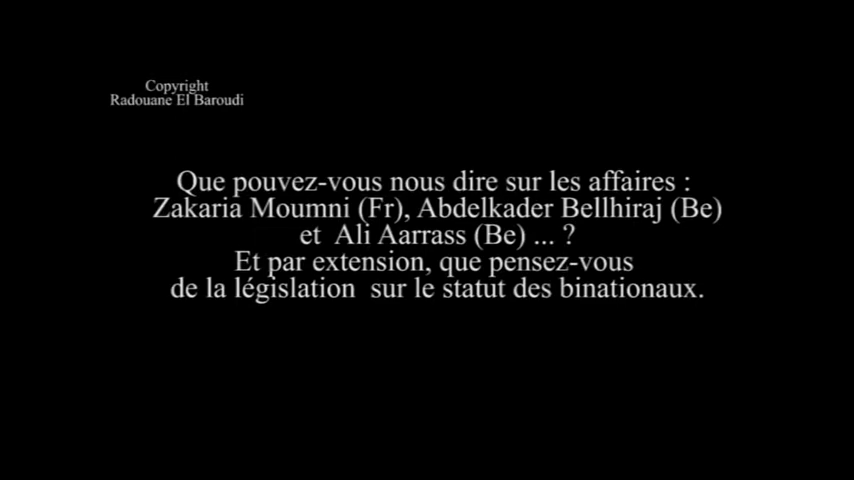 Copyright
Radouane El Baroudi
Que pouvez-vous nous dire sur les affaires :
Zakaria Moumni (Fr), Abdelkader Bellhiraj (Be)
et Ali Aarrass (Be) ... ?
Et par extension, que pensez-vous
de la législation sur le statut des binationaux.